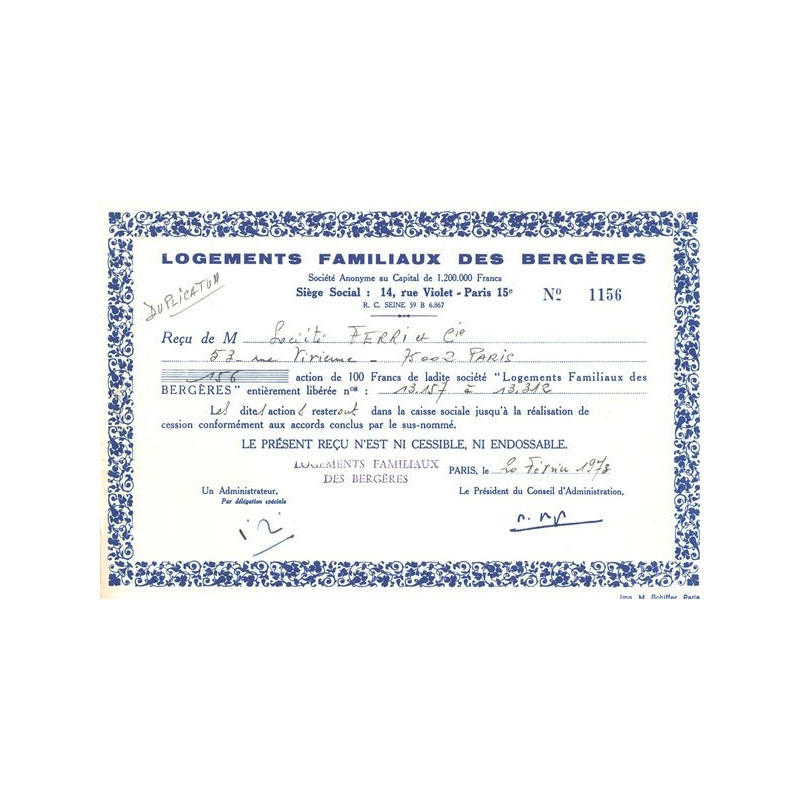 LOGEMENTS FAMILIAUX DES BERGÈRES
Société Anonyme au Capital de 1.200.000 Francs
DUPLICATUM
Siège Social : 14, rue Violet - Paris 15e Nº 1156
R. C. SEINE 59 B 6.867
Reçu de M Société FERRI et Cie
53 rue Vivienne - 75002 PARIS
156 action de 100 Francs de ladite société "Logements Familiaux des
BERGÈRES" entièrement libérée nos : 13.157 à 13.312
Les dites actions resteront dans la caisse sociale jusqu'à la réalisation de
cession conformément aux accords conclus par le sus-nommé.
LE PRÉSENT REÇU N'EST NI CESSIBLE, NI ENDOSSABLE.
LOGEMENTS FAMILIAUX
DES BERGÈRES
PARIS, le 20 Février 1973
Un Administrateur,
Par délégation spéciale
Le Président du Conseil d'Administration,
Imp. M. Schiffer, Paris